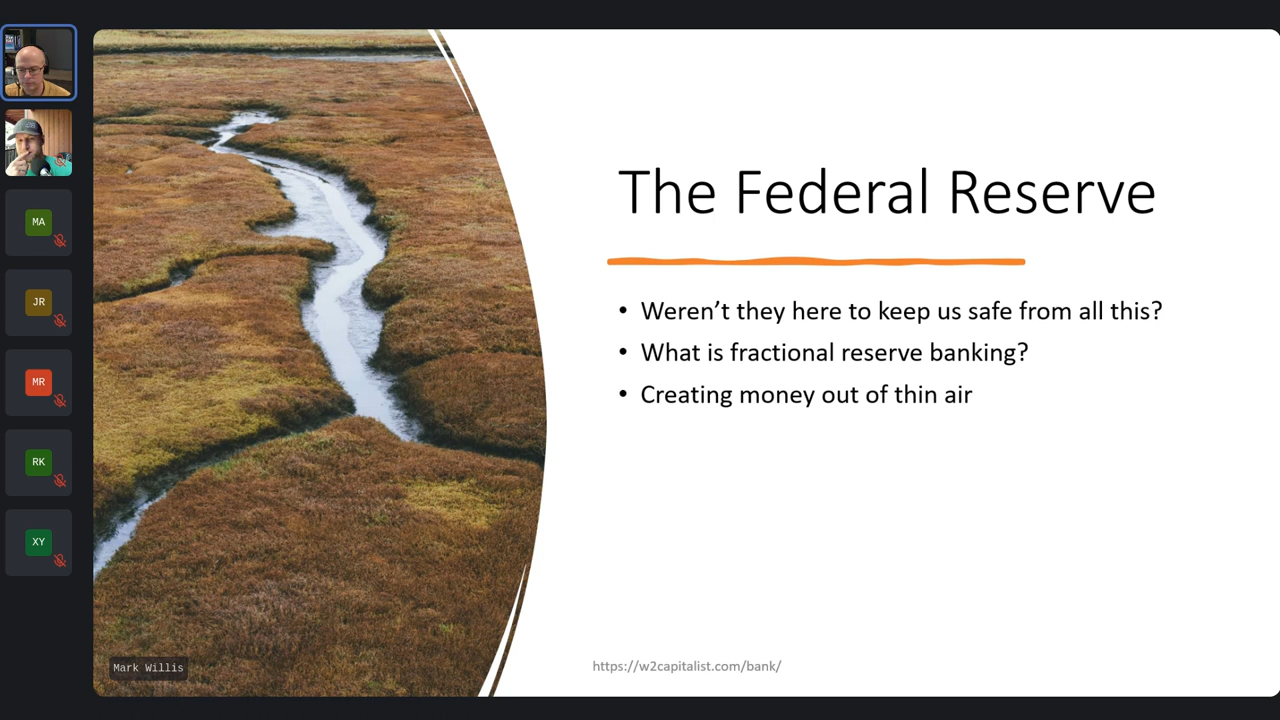 MA
JR
MR
RK
XY
The Federal Reserve
• Weren’t they here to keep us safe from all this?
• What is fractional reserve banking?
• Creating money out of thin air
Mark Willis
https://w2capitalist.com/bank/